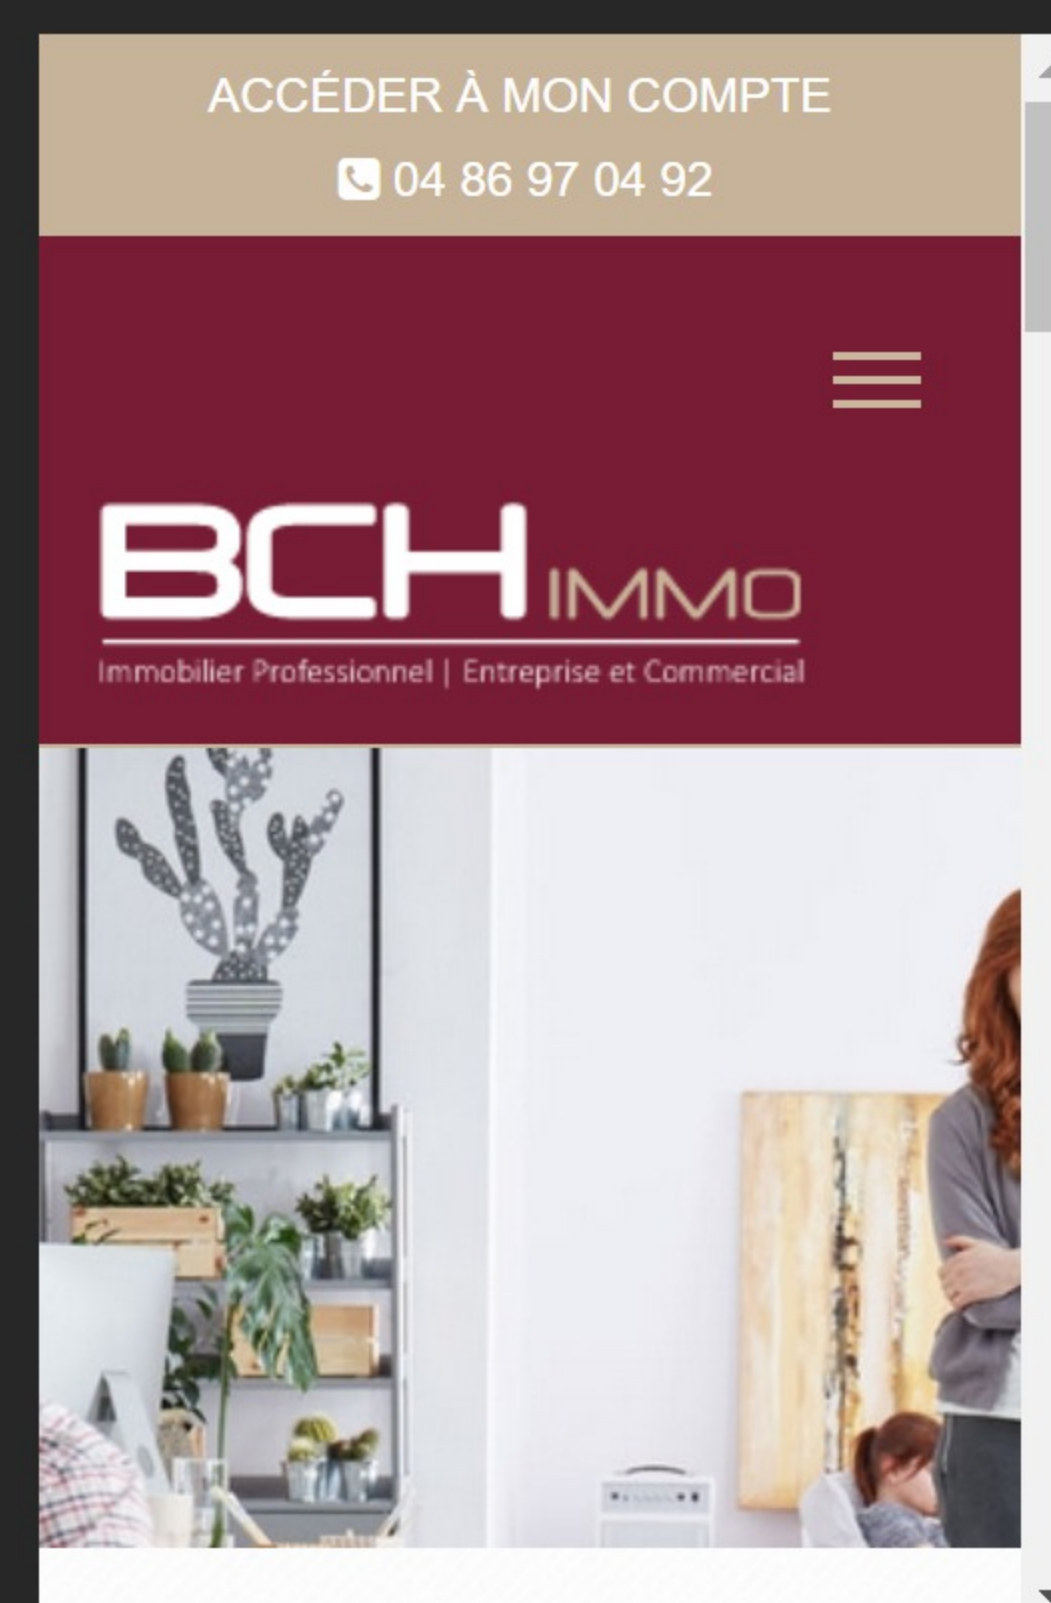 ACCÉDER À MON COMPTE
04 86 97 04 92
BCH IMMO
Immobilier Professionnel | Entreprise et Commercial